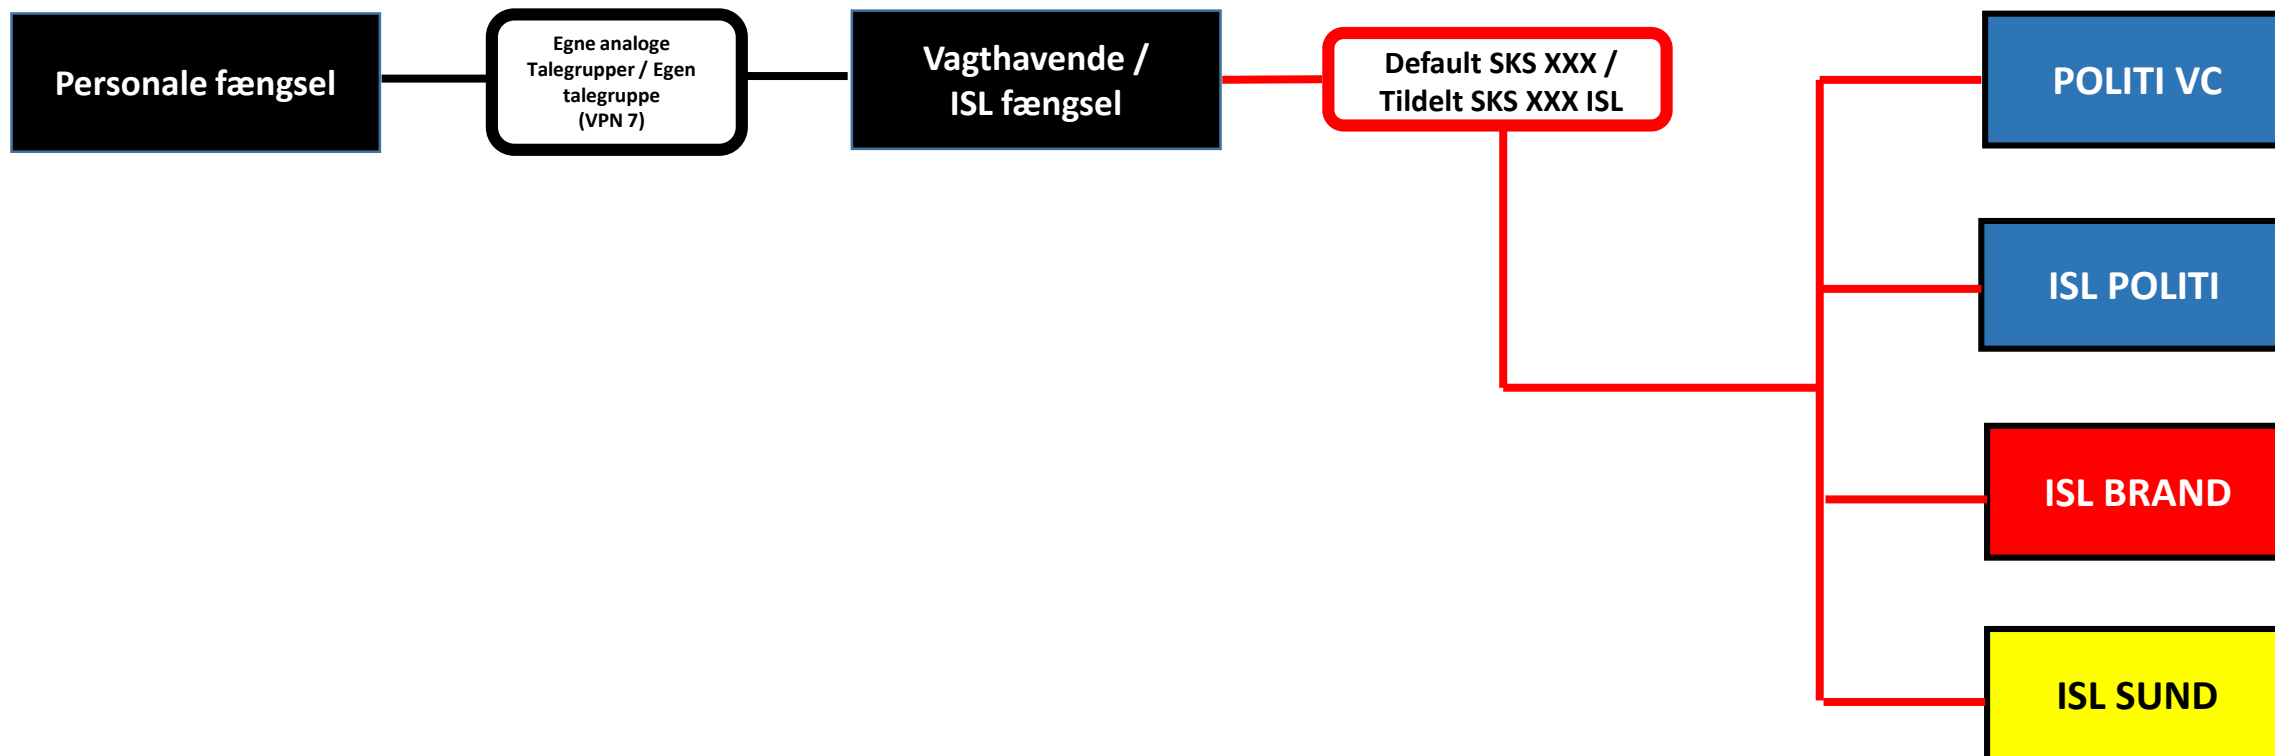 Personale fængsel
Egne analoge
Talegrupper / Egen
talegruppe
(VPN 7)
Vagthavende /
ISL fængsel
Default SKS XXX /
Tildelt SKS XXX ISL
POLITI VC
ISL POLITI
ISL BRAND
ISL SUND